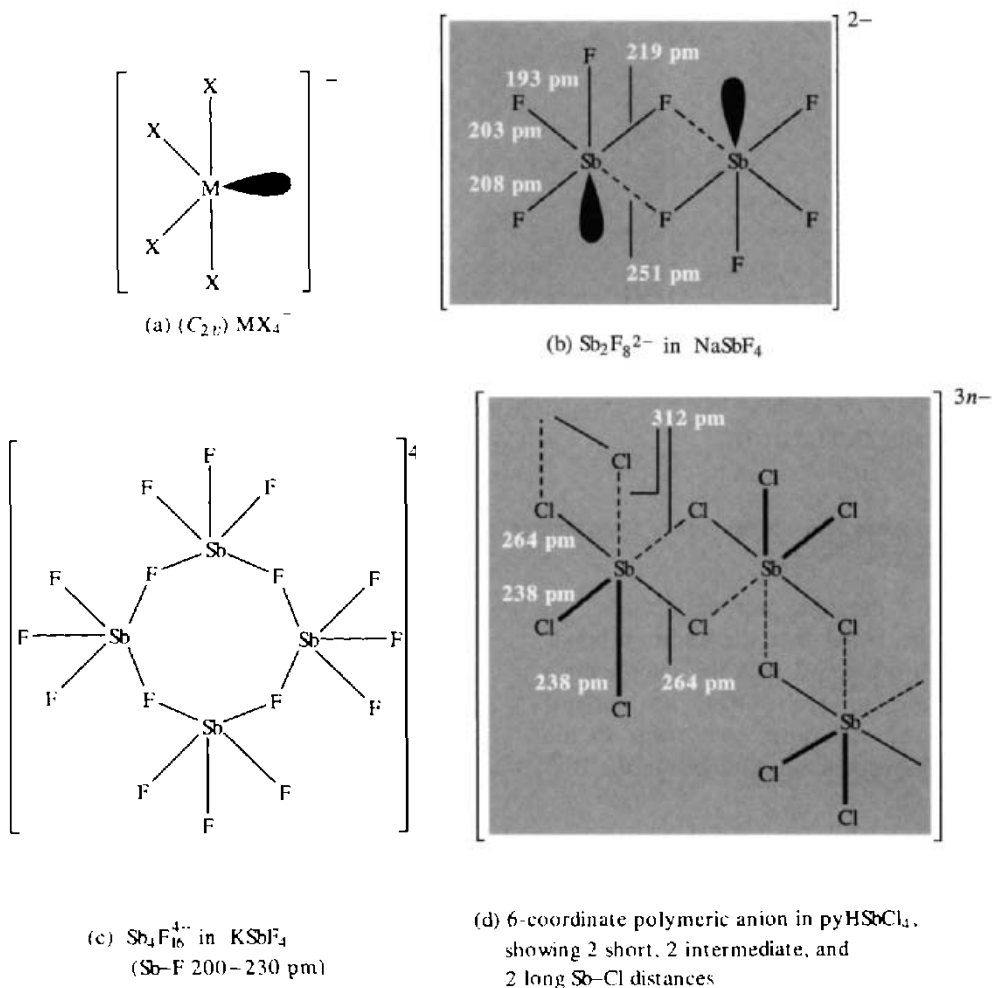 −
X
X
M
X
X
(a) (C₂ᵥ) MX₄⁻
2−
F 219 pm
193 pm
F F F
203 pm
Sb Sb
208 pm
F F F
F
251 pm
(b) Sb₂F₈²⁻ in NaSbF₄
4
F
F F
Sb
F F
F F
F Sb Sb F
F F
F F
Sb
F F
F
(c) Sb₄F₁₆⁴⁻ in KSbF₄
(Sb–F 200–230 pm)
3n−
312 pm
Cl
Cl
Cl Cl Cl
264 pm
Sb Sb
238 pm
Cl Cl Cl
Cl
238 pm 264 pm
Cl
Sb
Cl
Cl
(d) 6-coordinate polymeric anion in pyHSbCl₄,
showing 2 short, 2 intermediate, and
2 long Sb–Cl distances